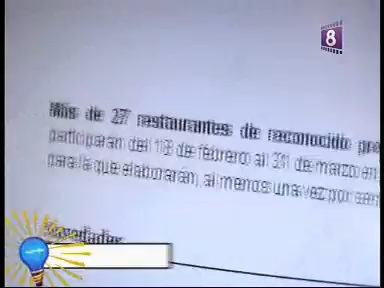 8
Más de 27 restaurantes de reconocido
participarán del 18 de febrero al 31 de marzo en
para la que elaborarán, al menos una vez por